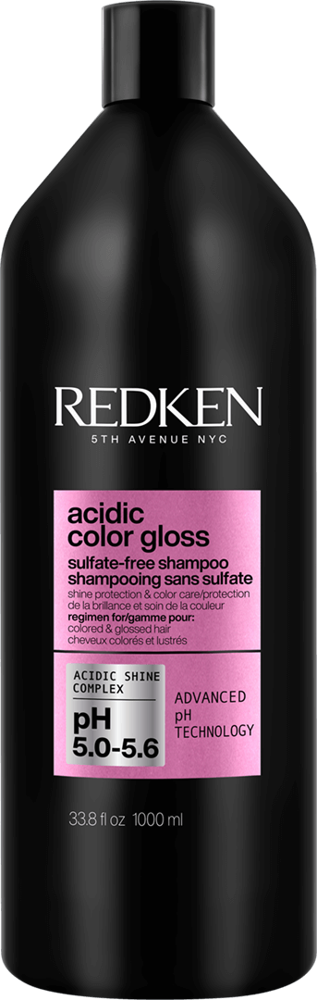 REDKEN
5TH AVENUE NYC
acidic
color gloss
sulfate-free shampoo
shampooing sans sulfate
shine protection & color care/protection
de la brillance et soin de la couleur
regimen for/gamme pour:
colored & glossed hair
cheveux colorés et lustrés
ACIDIC SHINE
COMPLEX
pH
5.0-5.6
ADVANCED
pH
TECHNOLOGY
33.8 fl oz 1000 ml